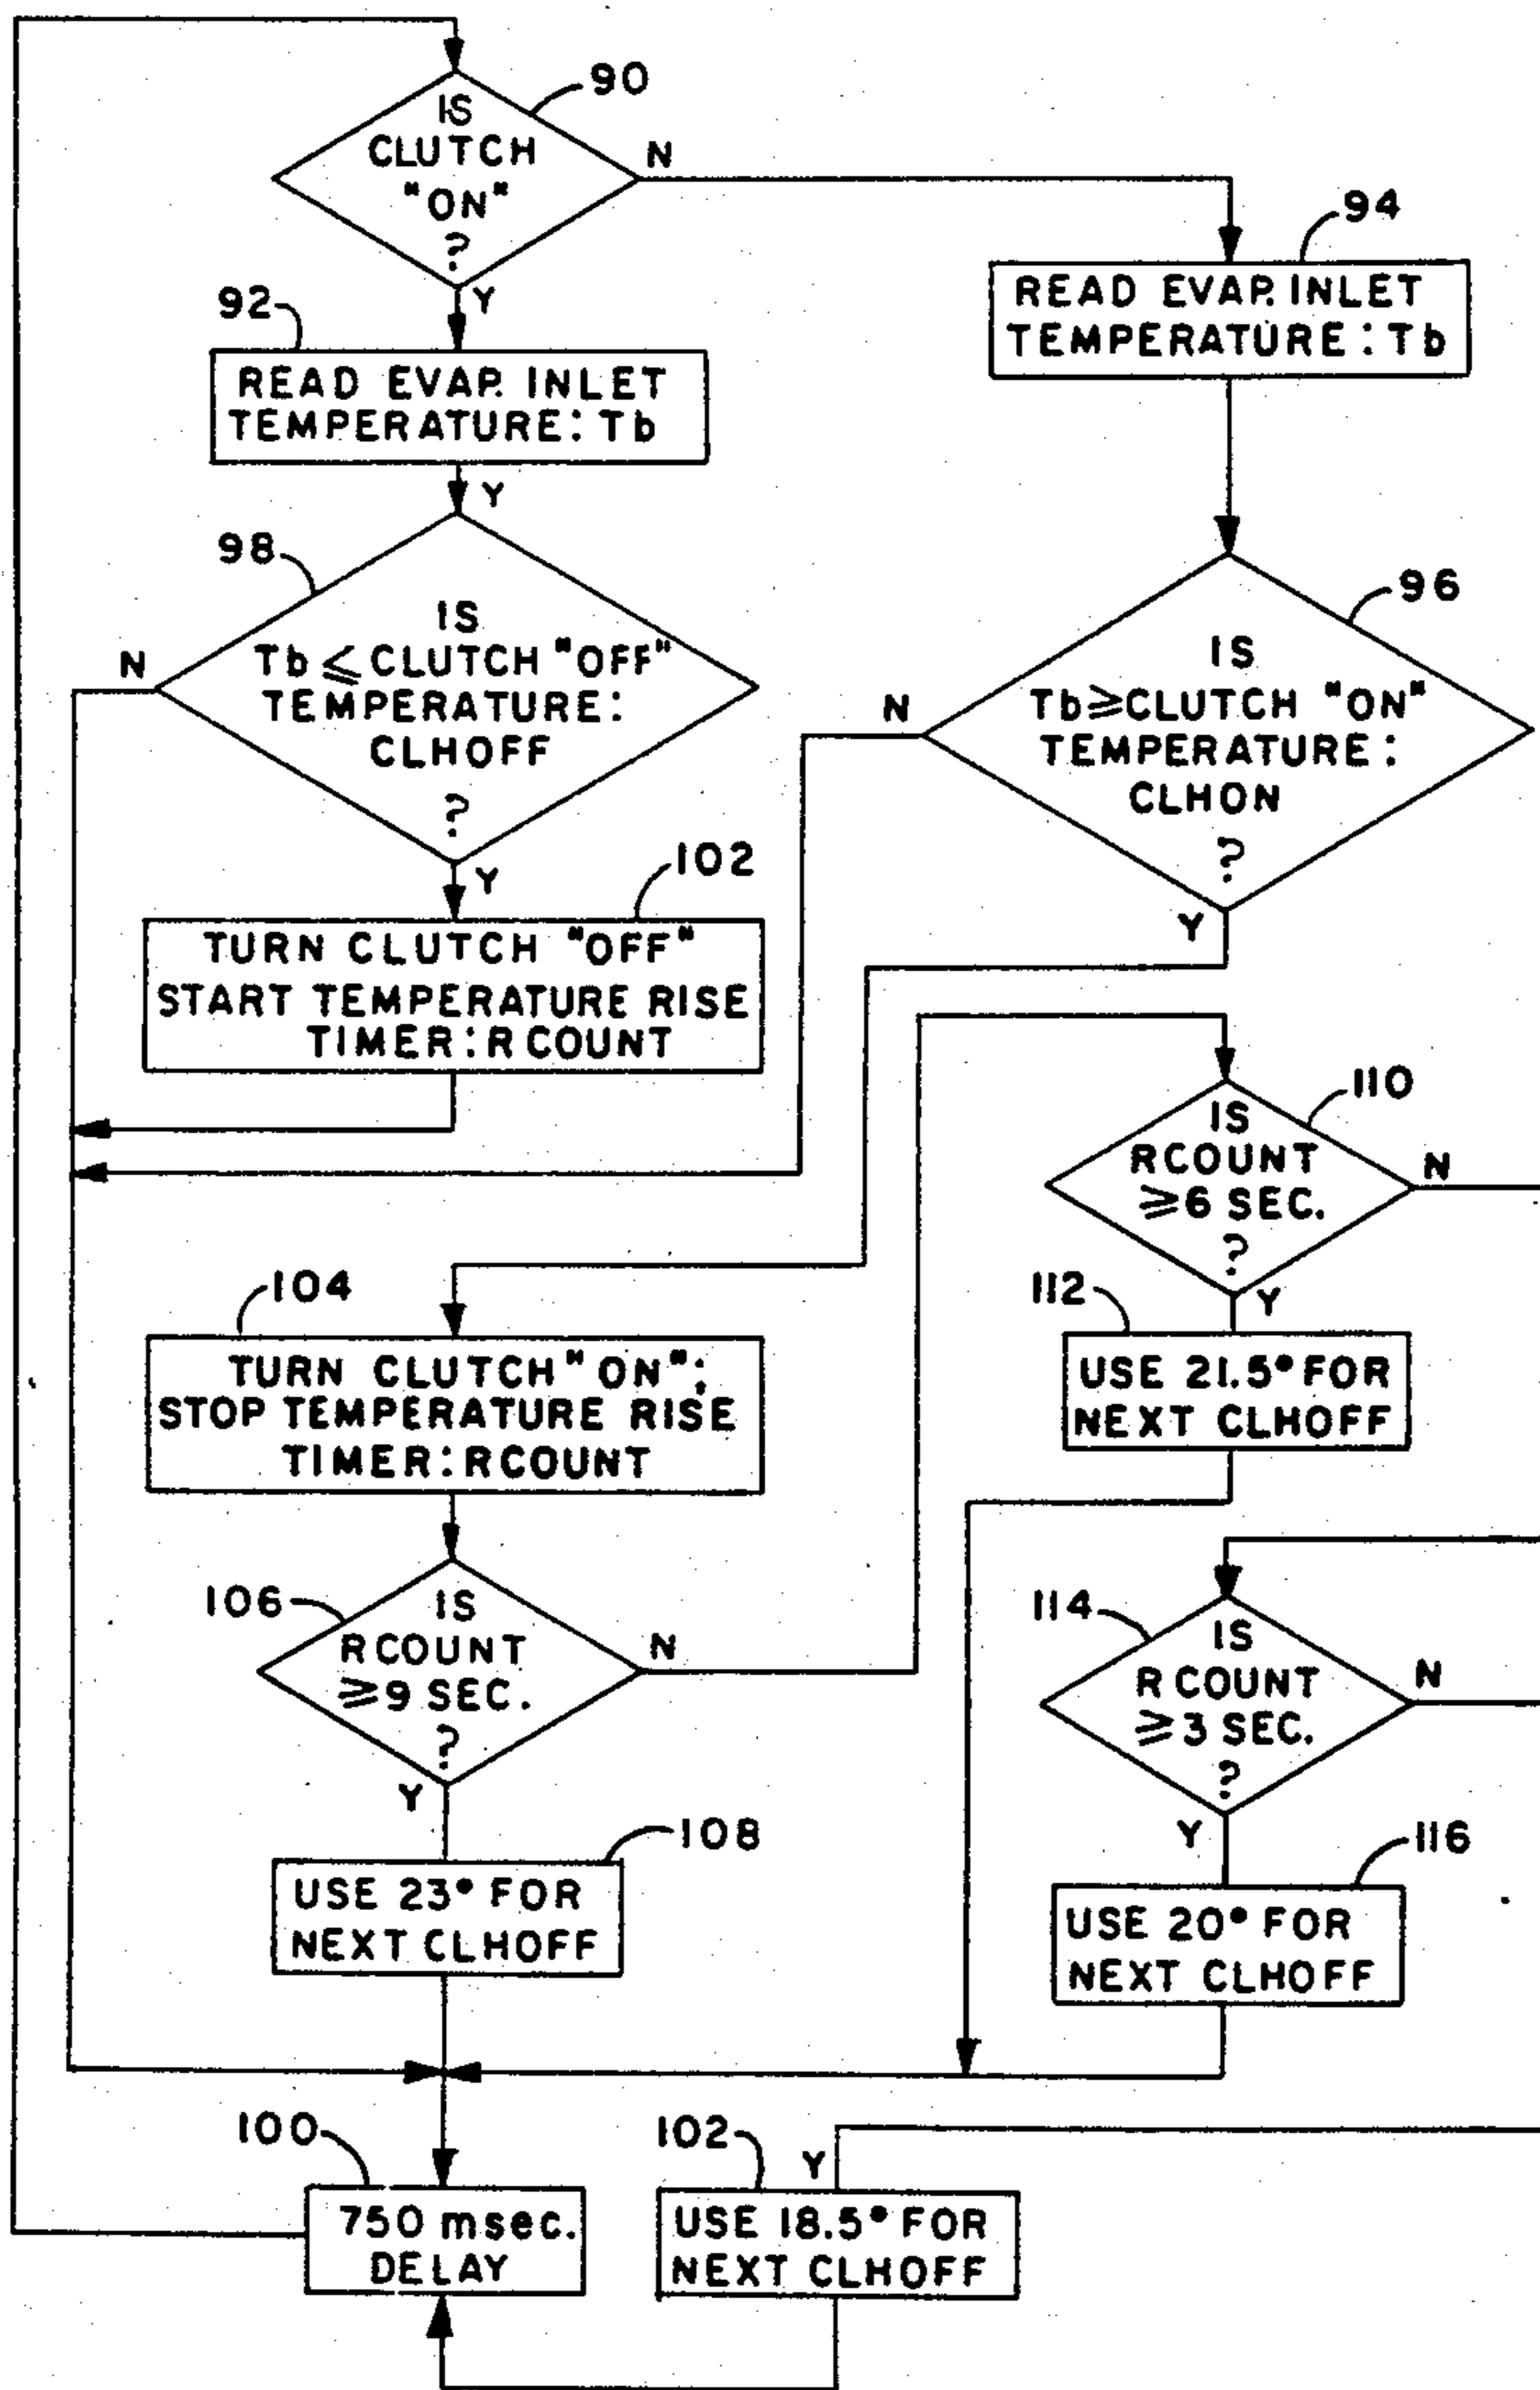 90
IS
CLUTCH
"ON"
?
N
Y
94
READ EVAP. INLET
TEMPERATURE: Tb
92
READ EVAP. INLET
TEMPERATURE: Tb
Y
98
IS
Tb ≤ CLUTCH "OFF"
TEMPERATURE:
CLHOFF
?
N
Y
96
IS
Tb ≥ CLUTCH "ON"
TEMPERATURE:
CLHON
?
N
Y
102
TURN CLUTCH "OFF"
START TEMPERATURE RISE
TIMER: RCOUNT
110
IS
RCOUNT
≥ 6 SEC.
?
N
Y
104
TURN CLUTCH "ON";
STOP TEMPERATURE RISE
TIMER: RCOUNT
112
USE 21.5° FOR
NEXT CLHOFF
106
IS
RCOUNT
≥ 9 SEC.
?
N
Y
114
IS
RCOUNT
≥ 3 SEC.
?
N
Y
108
USE 23° FOR
NEXT CLHOFF
116
USE 20° FOR
NEXT CLHOFF
100
750 msec.
DELAY
102
Y
USE 18.5° FOR
NEXT CLHOFF